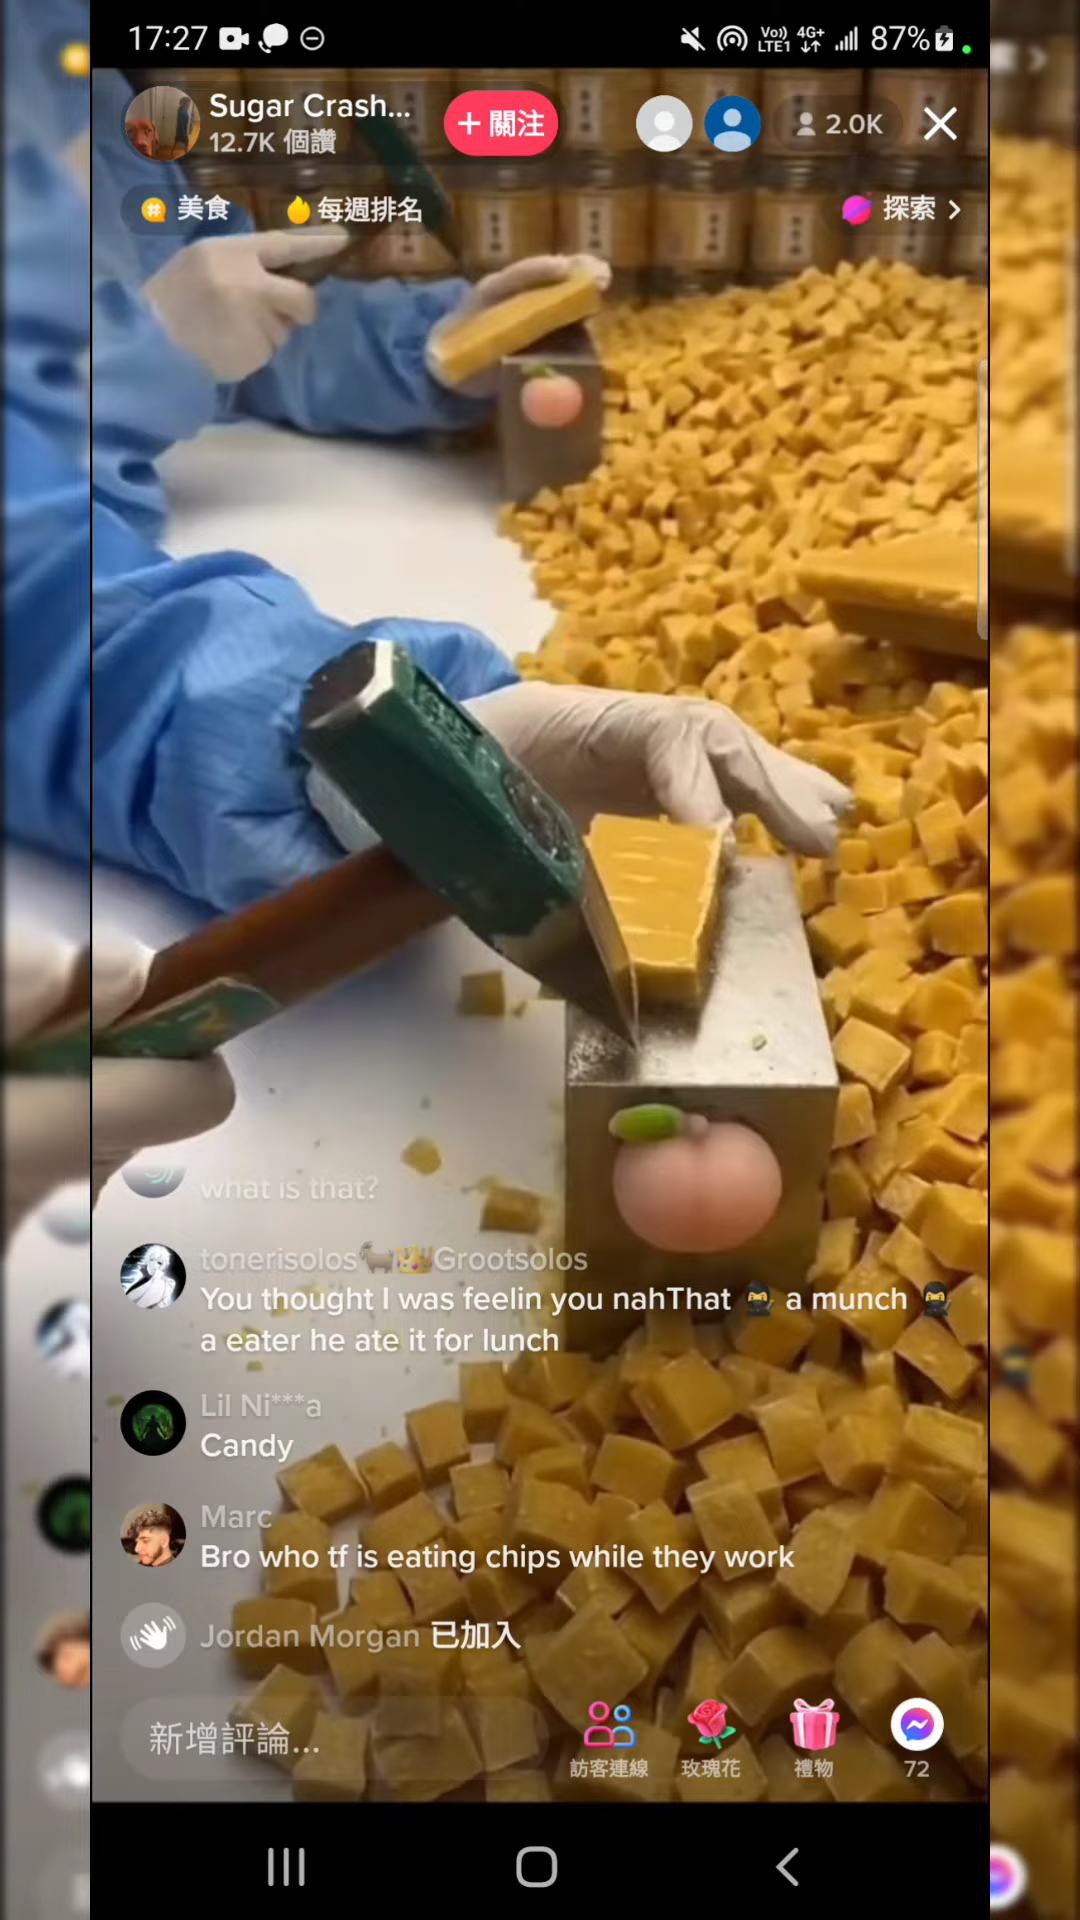 17:27
Vo)) LTE1 4G+ 87%
Sugar Crash...
12.7K 個讚
+ 關注
2.0K
美食
每週排名
探索 >
what is that?
tonerisolos🐐👑Grootsolos
You thought I was feelin you nahThat 🥷 a munch 🥷
a eater he ate it for lunch
Lil Ni***a
Candy
Marc
Bro who tf is eating chips while they work
Jordan Morgan 已加入
新增評論...
訪客連線
玫瑰花
禮物
72